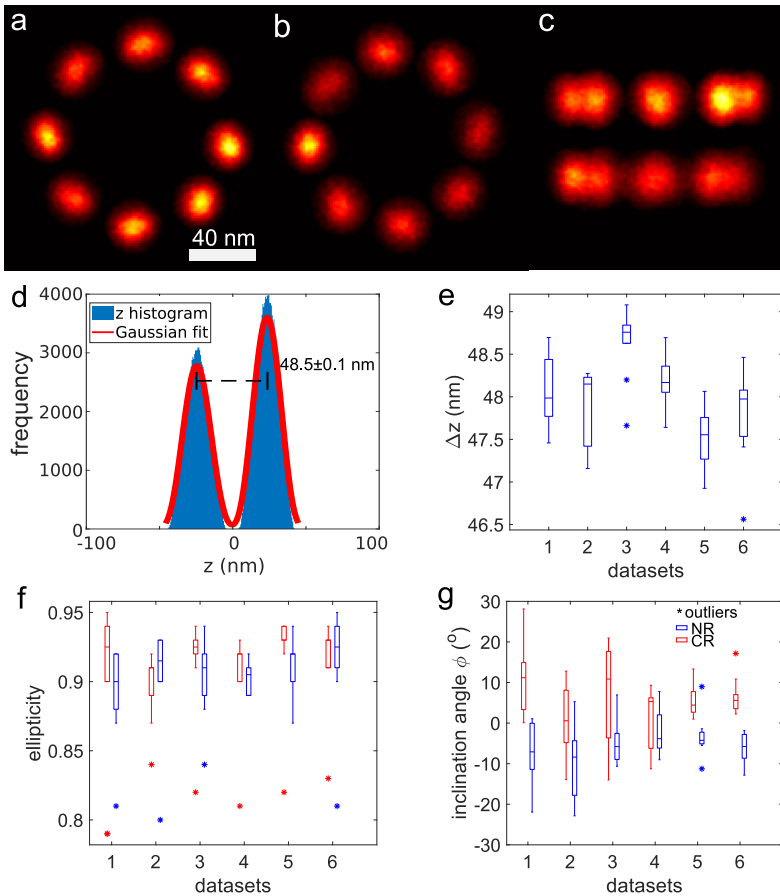 a
b
c
40 nm
d
4000
3000
2000
1000
0
frequency
z histogram
Gaussian fit
48.5±0.1 nm
-100
0
100
z (nm)
e
49
48.5
48
47.5
47
46.5
Δz (nm)
1
2
3
4
5
6
datasets
f
0.95
0.9
0.85
0.8
ellipticity
1
2
3
4
5
6
datasets
g
30
20
10
0
-10
-20
-30
inclination angle ϕ (°)
* outliers
NR
CR
1
2
3
4
5
6
datasets